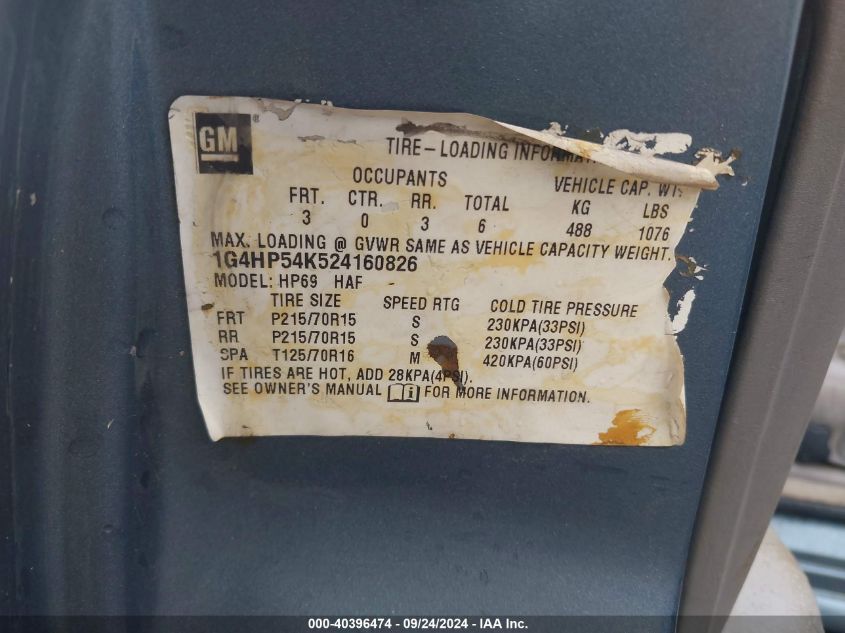 GM®
TIRE-LOADING
OCCUPANTS VEHICLE CAP. WT.
FRT. CTR. RR. TOTAL KG LBS
3 0 3 6 488 1076
MAX. LOADING @ GVWR SAME AS VEHICLE CAPACITY WEIGHT.
1G4HP54K524160826
MODEL: HP69 HAF
TIRE SIZE SPEED RTG COLD TIRE PRESSURE
FRT P215/70R15 S 230KPA(33PSI)
RR P215/70R15 S 230KPA(33PSI)
SPA T125/70R16 M 420KPA(60PSI)
IF TIRES ARE HOT, ADD 28KPA(4PSI).
SEE OWNER'S MANUAL FOR MORE INFORMATION.
000-40396474 - 09/24/2024 - IAA Inc.